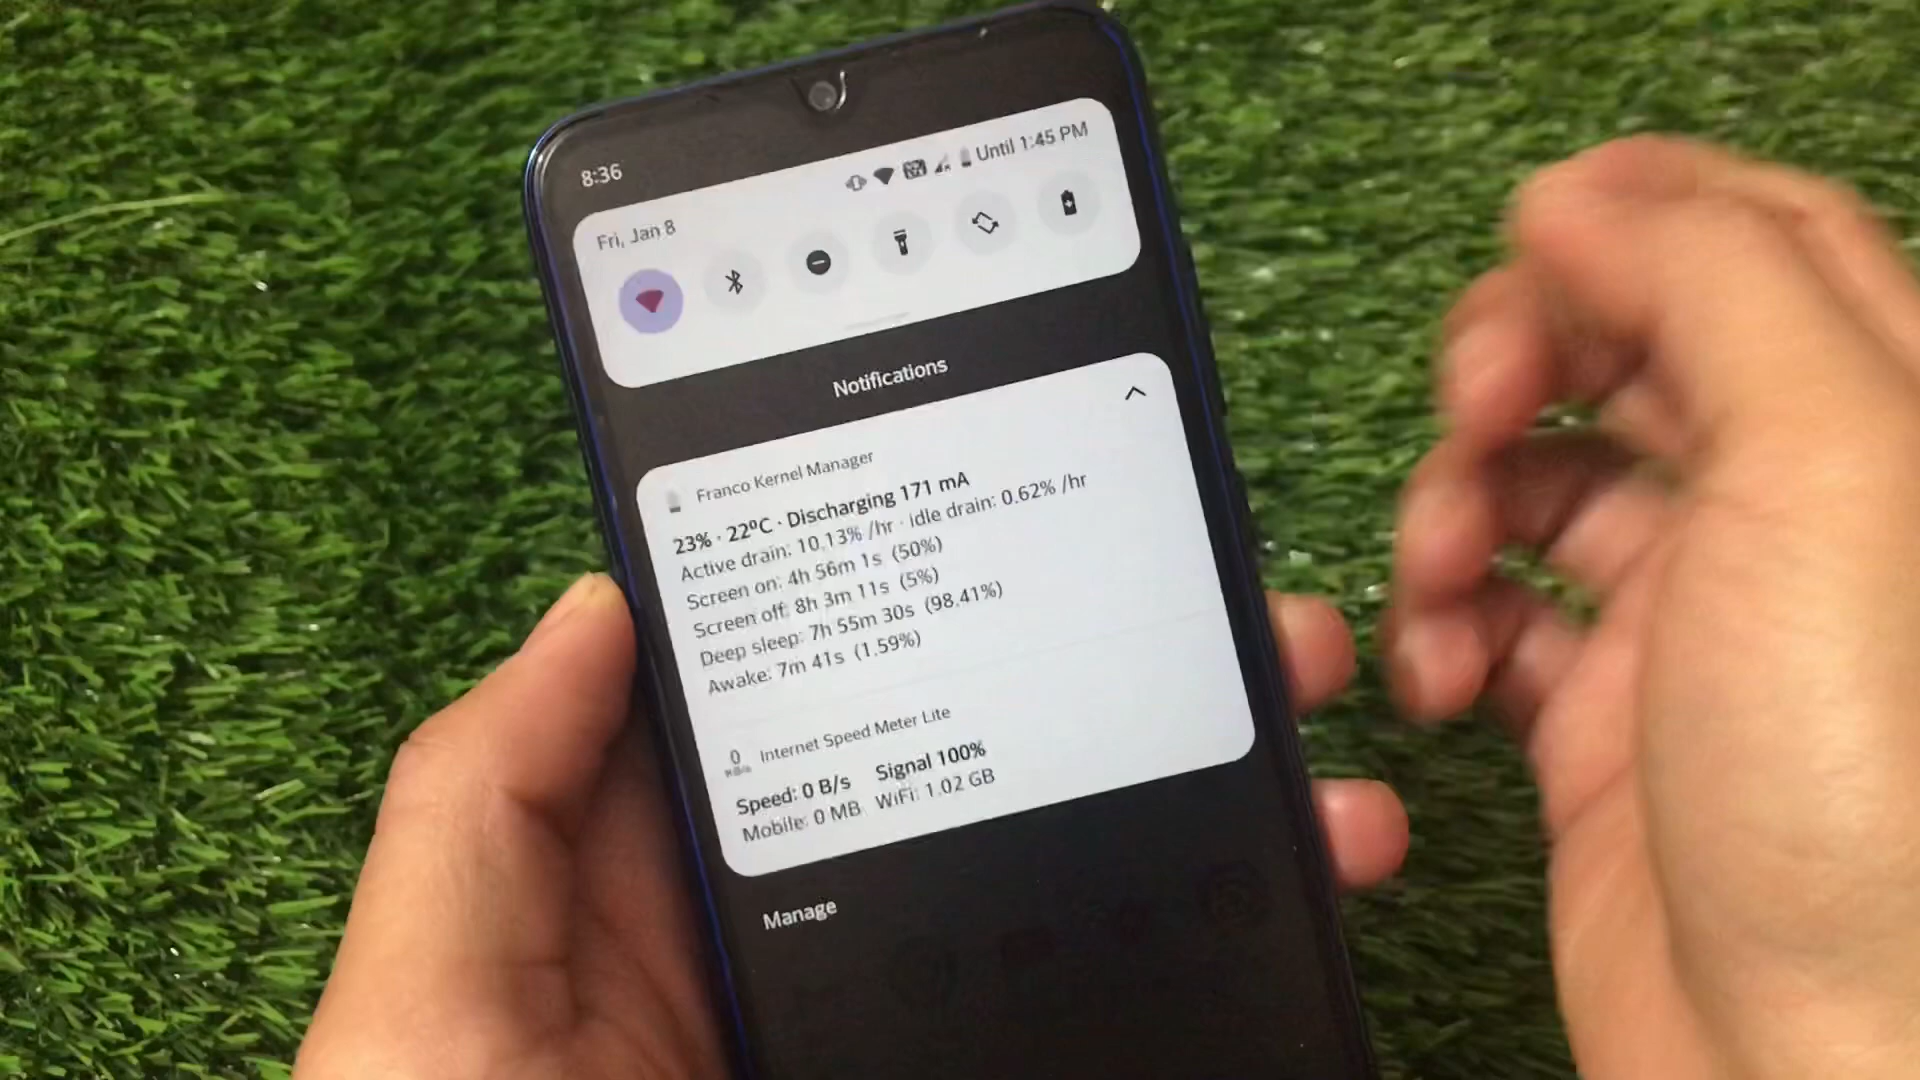 8:36
Until 1:45 PM
Fri, Jan 8
Notifications
Franco Kernel Manager
23% · 22ºC · Discharging 171 mA
Active drain: 10.13% /hr · idle drain: 0.62% /hr
Screen on: 4h 56m 1s (50%)
Screen off: 8h 3m 11s (5%)
Deep sleep: 7h 55m 30s (98.41%)
Awake: 7m 41s (1.59%)
0 KB/s Internet Speed Meter Lite
Speed: 0 B/s Signal 100%
Mobile: 0 MB WiFi: 1.02 GB
Manage